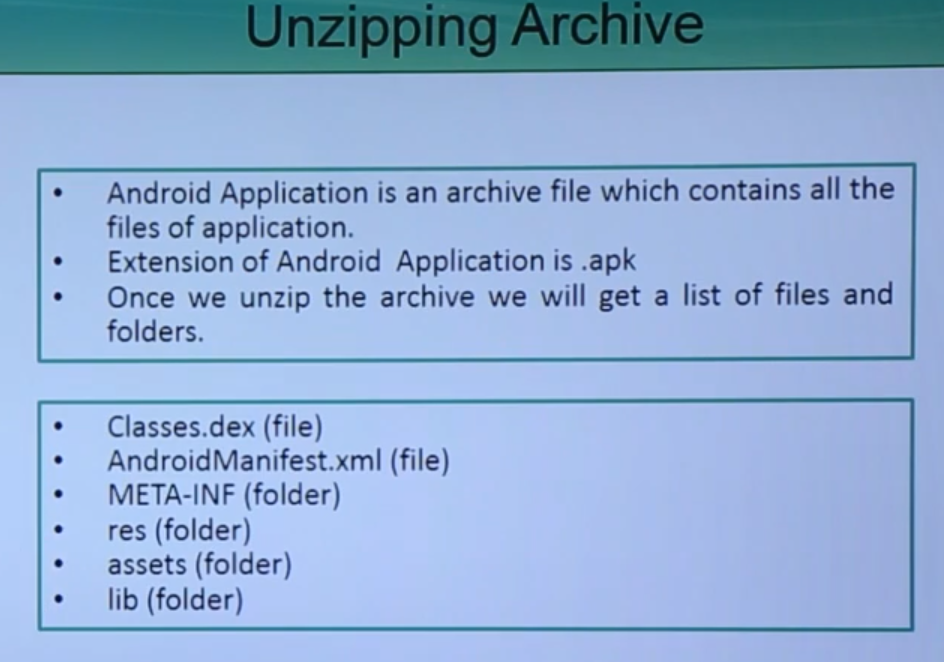 Unzipping Archive
• Android Application is an archive file which contains all the
files of application.
• Extension of Android Application is .apk
• Once we unzip the archive we will get a list of files and
folders.
• Classes.dex (file)
• AndroidManifest.xml (file)
• META-INF (folder)
• res (folder)
• assets (folder)
• lib (folder)